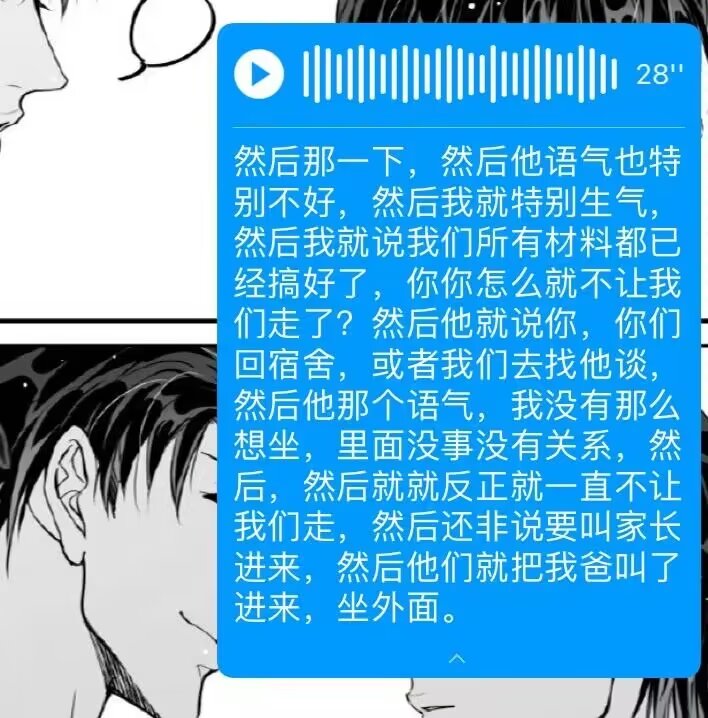 28''
然后那一下，然后他语气也特
别不好，然后我就特别生气，
然后我就说我们所有材料都已
经搞好了，你你怎么就不让我
们走了？然后他就说你，你们
回宿舍，或者我们去找他谈，
然后他那个语气，我没有那么
想坐，里面没事没有关系，然
后，然后就就反正就一直不让
我们走，然后还非说要叫家长
进来，然后他们就把我爸叫了
进来，坐外面。